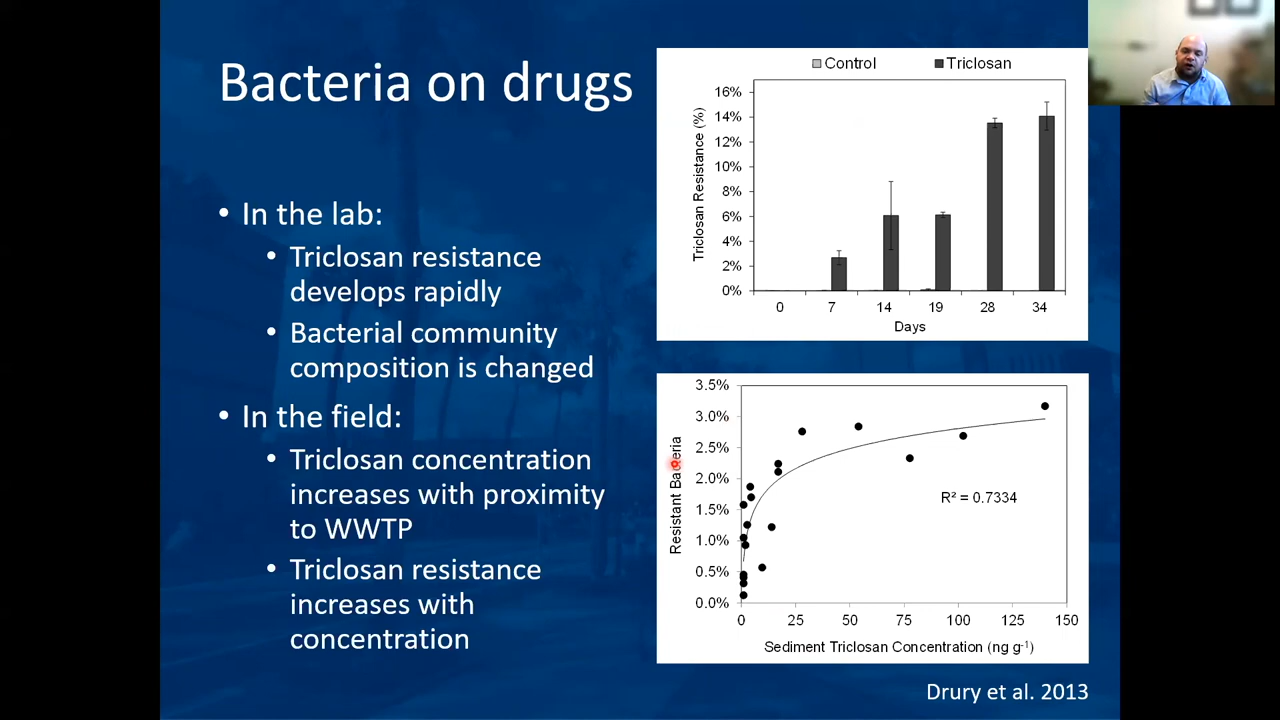 Bacteria on drugs
• In the lab:
• Triclosan resistance
develops rapidly
• Bacterial community
composition is changed
• In the field:
• Triclosan concentration
increases with proximity
to WWTP
• Triclosan resistance
increases with
concentration
Control Triclosan
Triclosan Resistance (%)
16%
14%
12%
10%
8%
6%
4%
2%
0%
0 7 14 19 28 34
Days
Resistant Bacteria
3.5%
3.0%
2.5%
2.0%
1.5%
1.0%
0.5%
0.0%
R² = 0.7334
0 25 50 75 100 125 150
Sediment Triclosan Concentration (ng g⁻¹)
Drury et al. 2013